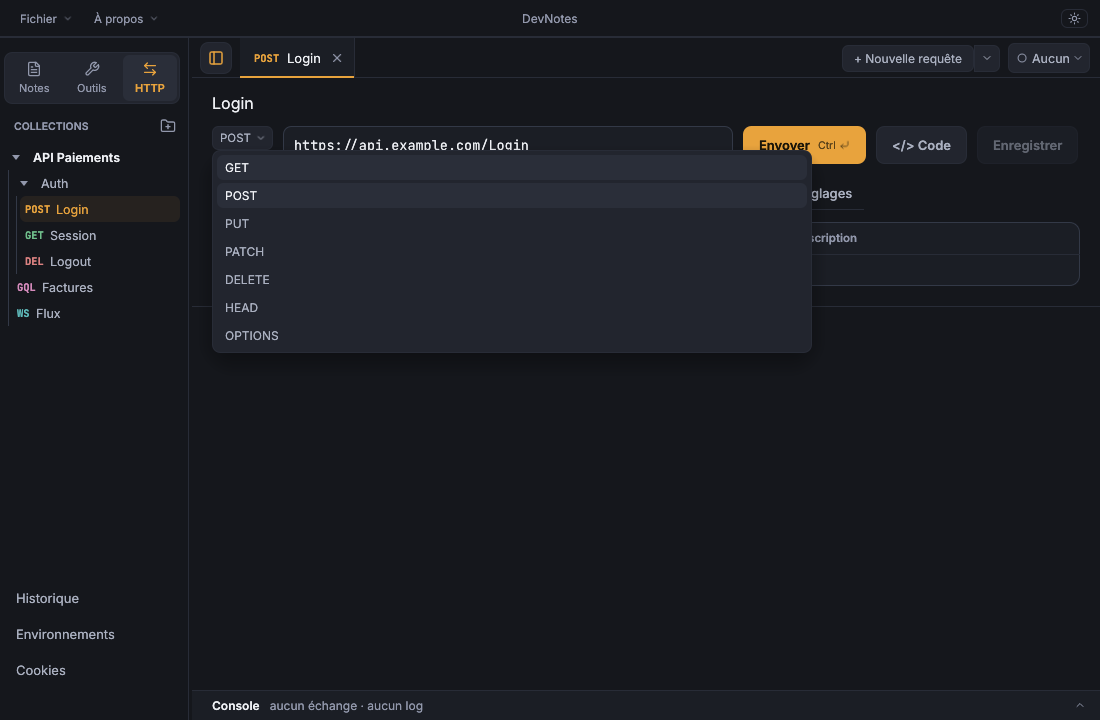 Fichier
À propos
DevNotes
Notes
Outils
HTTP
POST Login
+ Nouvelle requête
Aucun
COLLECTIONS
API Paiements
Auth
POST Login
GET Session
DEL Logout
GQL Factures
WS Flux
Historique
Environnements
Cookies
Login
POST
https://api.example.com/Login
Envoyer Ctrl ↵
</> Code
Enregistrer
GET
POST
PUT
PATCH
DELETE
HEAD
OPTIONS
Console aucun échange · aucun log